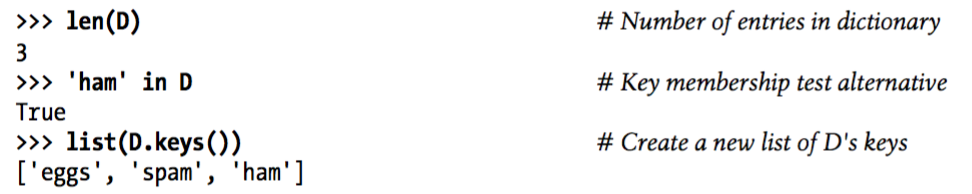 >>> len(D) # Number of entries in dictionary
3
>>> 'ham' in D # Key membership test alternative
True
>>> list(D.keys()) # Create a new list of D's keys
['eggs', 'spam', 'ham']